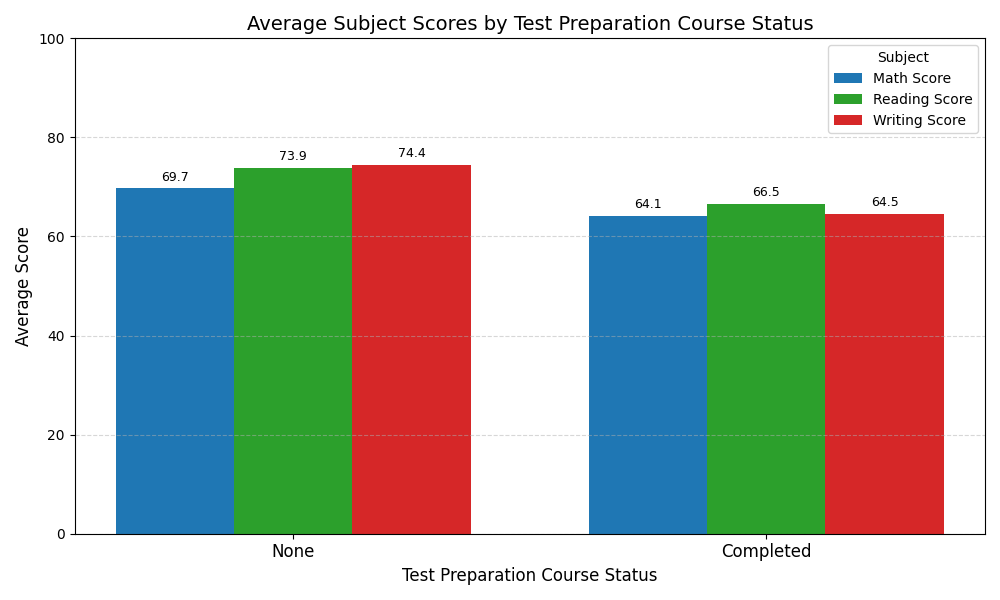 Average Subject Scores by Test Preparation Course Status
100
80
60
40
20
0
Average Score
Subject
Math Score
Reading Score
Writing Score
69.7
73.9
74.4
64.1
66.5
64.5
None
Completed
Test Preparation Course Status